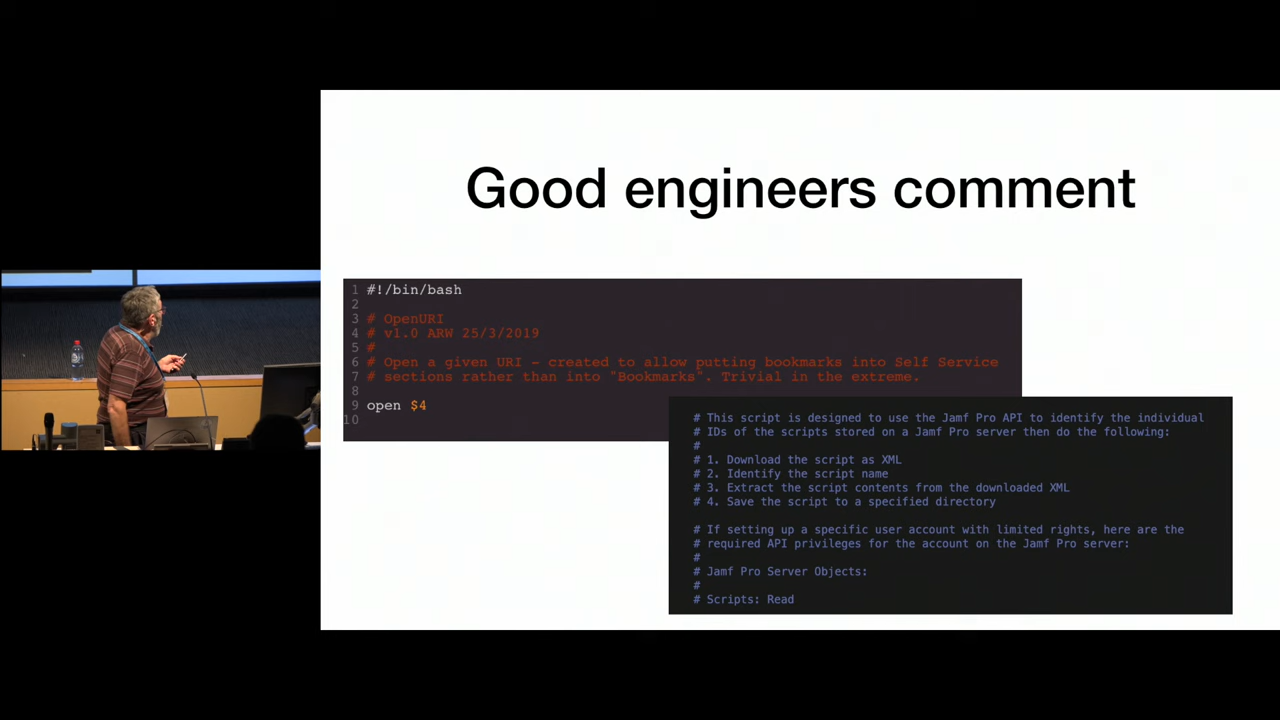 Good engineers comment
1 #!/bin/bash
2
3 # OpenURI
4 # v1.0 ARW 25/3/2019
5 #
6 # Open a given URI - created to allow putting bookmarks into Self Service
7 # sections rather than into "Bookmarks". Trivial in the extreme.
8
9 open $4
10
# This script is designed to use the Jamf Pro API to identify the individual
# IDs of the scripts stored on a Jamf Pro server then do the following:
#
# 1. Download the script as XML
# 2. Identify the script name
# 3. Extract the script contents from the downloaded XML
# 4. Save the script to a specified directory
# If setting up a specific user account with limited rights, here are the
# required API privileges for the account on the Jamf Pro server:
#
# Jamf Pro Server Objects:
#
# Scripts: Read